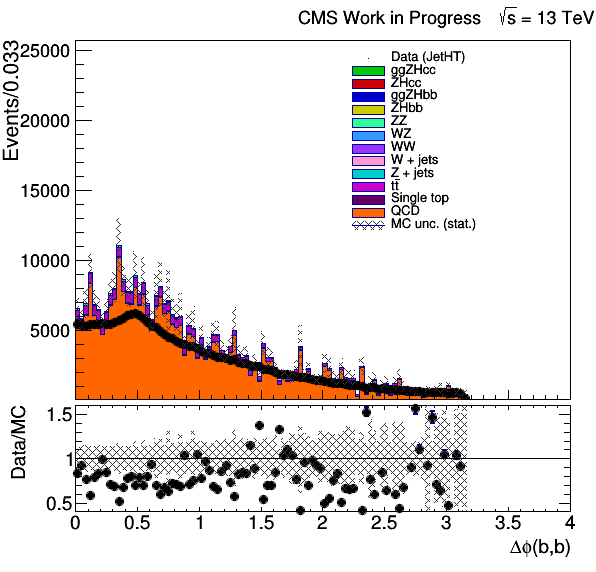 CMS Work in Progress √s = 13 TeV
Events/0.033
25000
20000
15000
10000
5000
Data (JetHT)
ggZHcc
ZHcc
ggZHbb
ZHbb
ZZ
WZ
WW
W + jets
Z + jets
tt̄
Single top
QCD
MC unc. (stat.)
Data/MC
1.5
1
0.5
0 0.5 1 1.5 2 2.5 3 3.5 4
Δϕ(b,b)